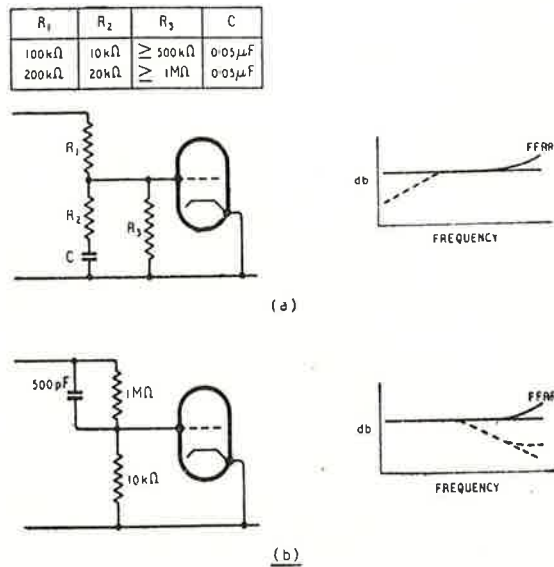 R₁ R₂ R₃ C
100kΩ 10kΩ ≥ 500kΩ 0·05μF
200kΩ 20kΩ ≥ 1MΩ 0·05μF
R₁
R₂
R₃
C
db
FREQUENCY
(a)
500pF
1MΩ
10kΩ
db
FREQUENCY
(b)